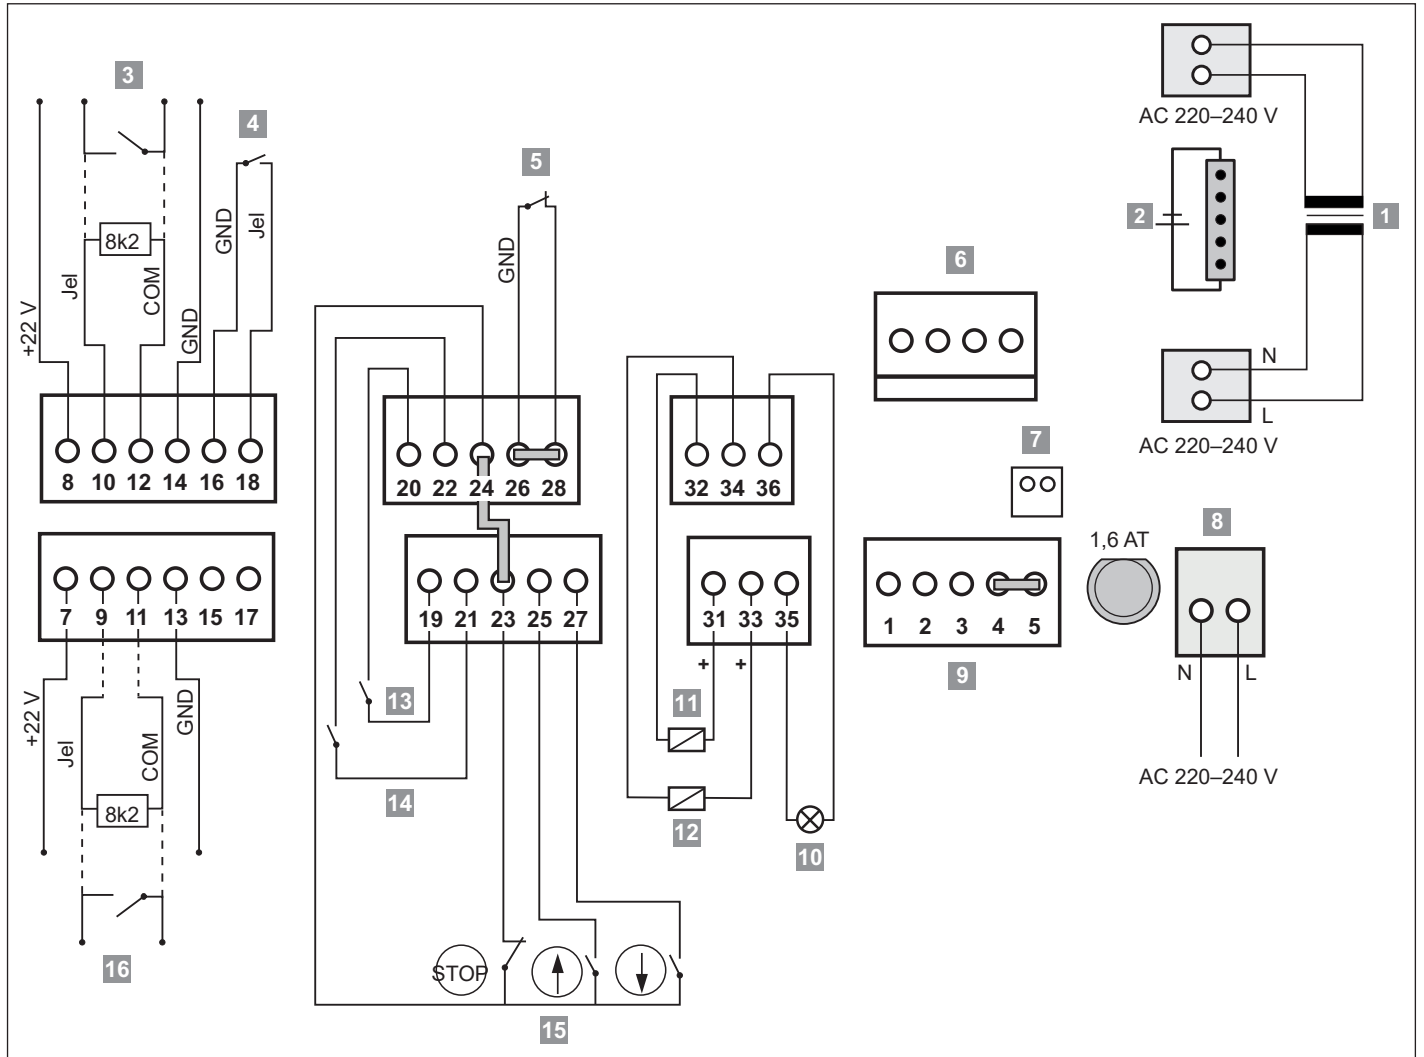 3
4
5
6
AC 220–240 V
2
1
8k2
GND
Jel
Jel
COM
+22 V
GND
GND
N
L
AC 220–240 V
7
8
8 10 12 14 16 18
20 22 24 26 28
32 34 36
1,6 AT
7 9 11 13 15 17
19 21 23 25 27
31 33 35
1 2 3 4 5
+ +
9
N L
+22 V
Jel
COM
GND
13
11
AC 220–240 V
8k2
14
12
10
STOP
16
15